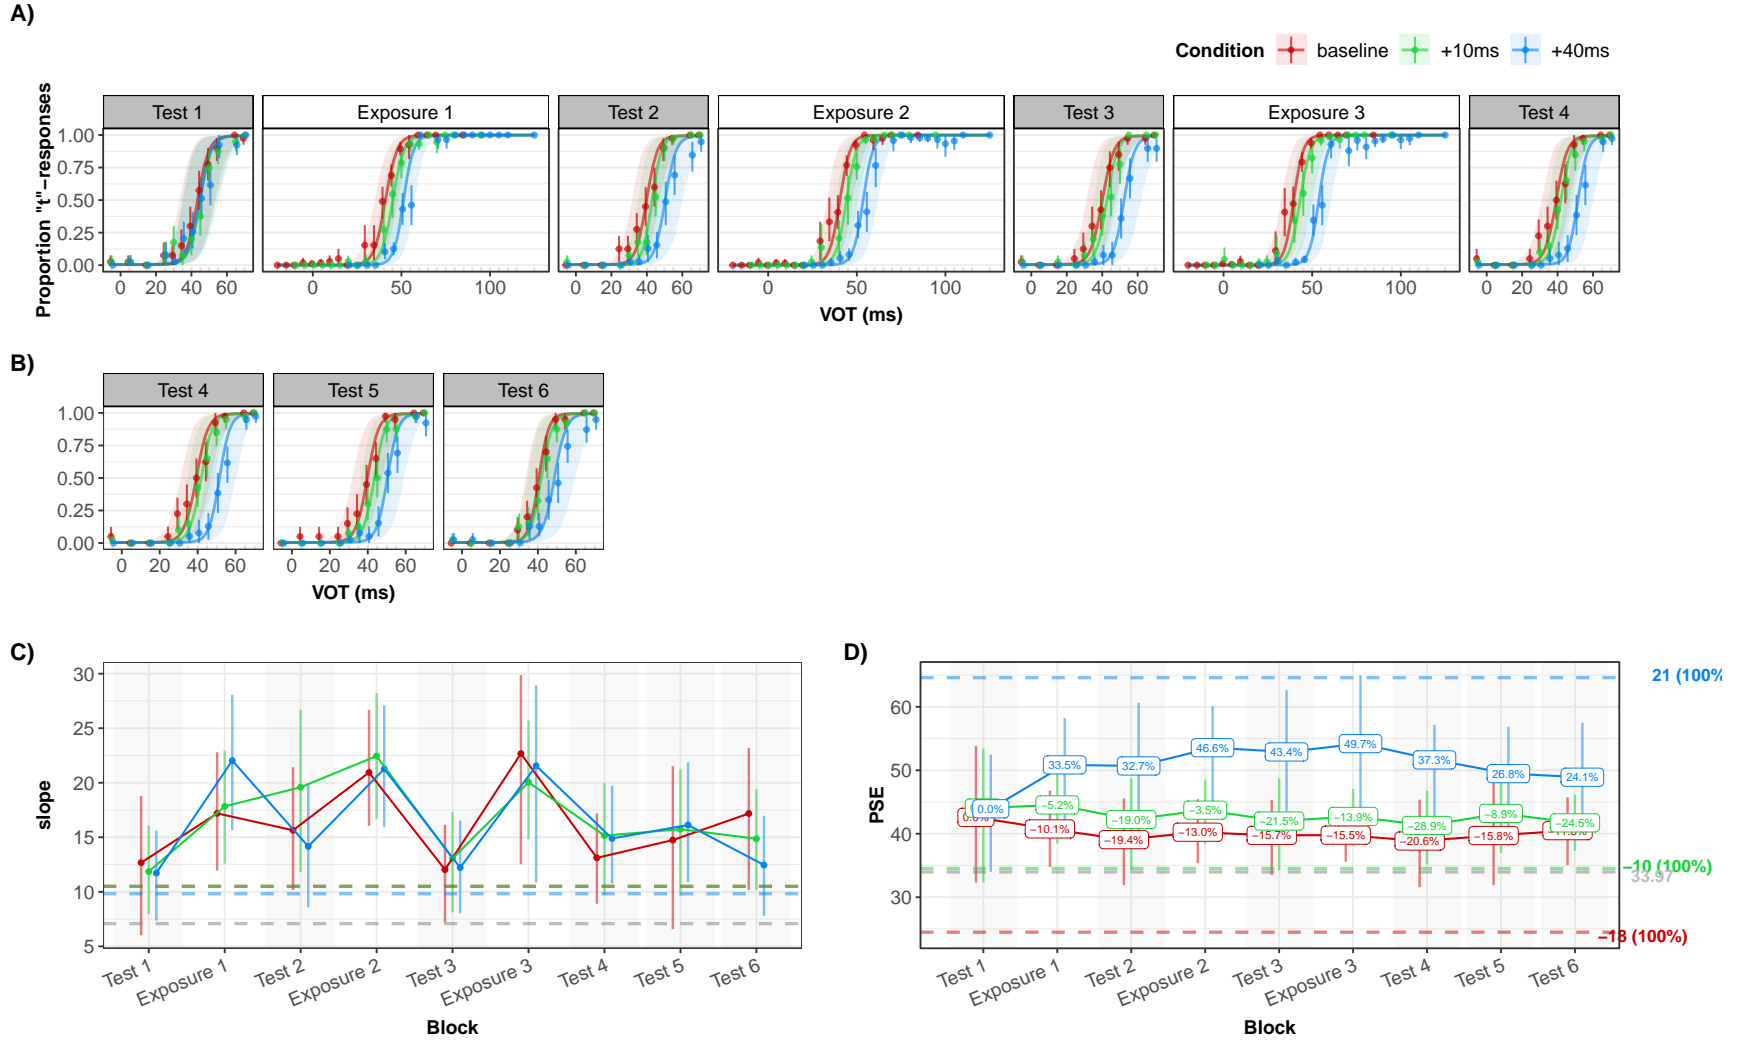 A)
Condition baseline +10ms +40ms
Test 1 Exposure 1 Test 2 Exposure 2 Test 3 Exposure 3 Test 4
Proportion "t"−responses
1.00
0.75
0.50
0.25
0.00
0 20 40 60 0 50 100 0 20 40 60 0 50 100 0 20 40 60 0 50 100 0 20 40 60
VOT (ms)
B)
Test 4 Test 5 Test 6
1.00
0.75
0.50
0.25
0.00
0 20 40 60 0 20 40 60 0 20 40 60
VOT (ms)
C)
slope
30
25
20
15
10
5
Test 1 Exposure 1 Test 2 Exposure 2 Test 3 Exposure 3 Test 4 Test 5 Test 6
Block
D)
PSE
60
50
40
30
21 (100%
33.5% 32.7% 46.6% 43.4% 49.7% 37.3% 26.8% 24.1%
0.0% −5.2% −19.0% −3.5% −21.5% −13.9% −28.9% −8.9% −24.5%
−10.1% −19.4% −13.0% −15.7% −15.5% −20.6% −15.8%
−10 (100%)
33.97
−18 (100%)
Test 1 Exposure 1 Test 2 Exposure 2 Test 3 Exposure 3 Test 4 Test 5 Test 6
Block